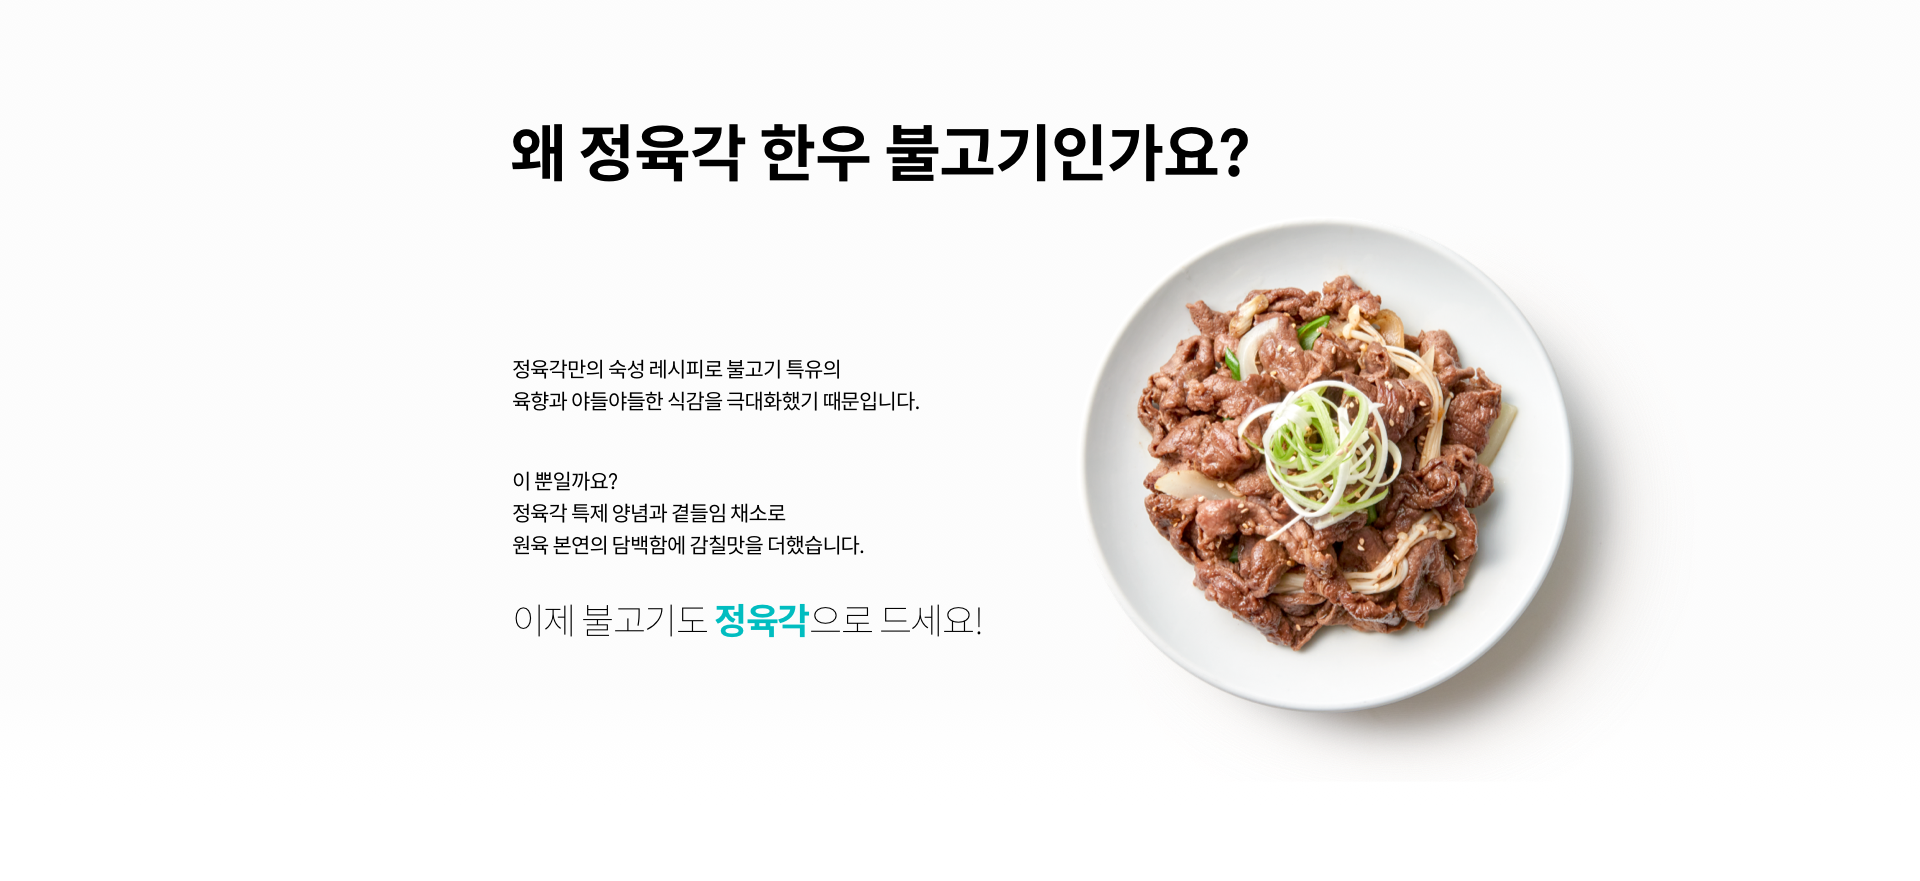 왜 정육각 한우 불고기인가요?
정육각만의 숙성 레시피로 불고기 특유의
육향과 야들야들한 식감을 극대화했기 때문입니다.
이 뿐일까요?
정육각 특제 양념과 곁들임 채소로
원육 본연의 담백함에 감칠맛을 더했습니다.
이제 불고기도 정육각으로 드세요!